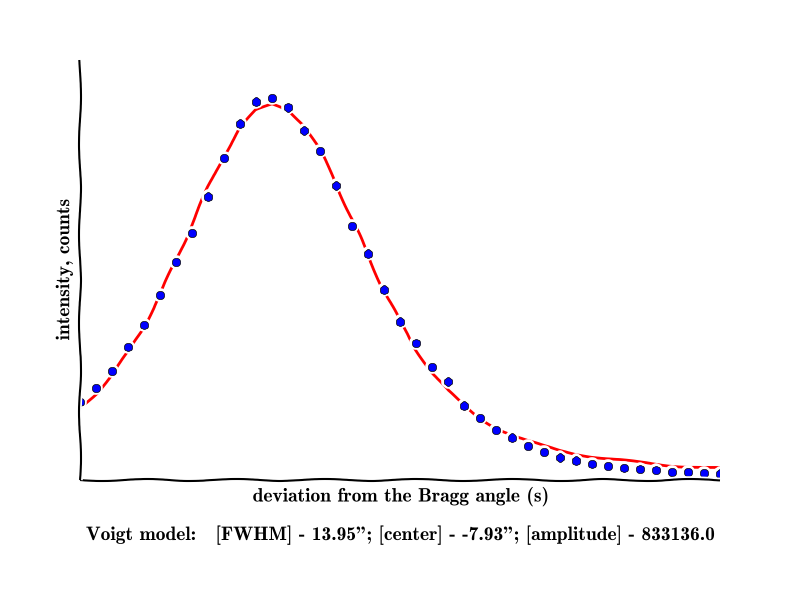 intensity, counts
deviation from the Bragg angle (s)
Voigt model: [FWHM] - 13.95”; [center] - -7.93”; [amplitude] - 833136.0